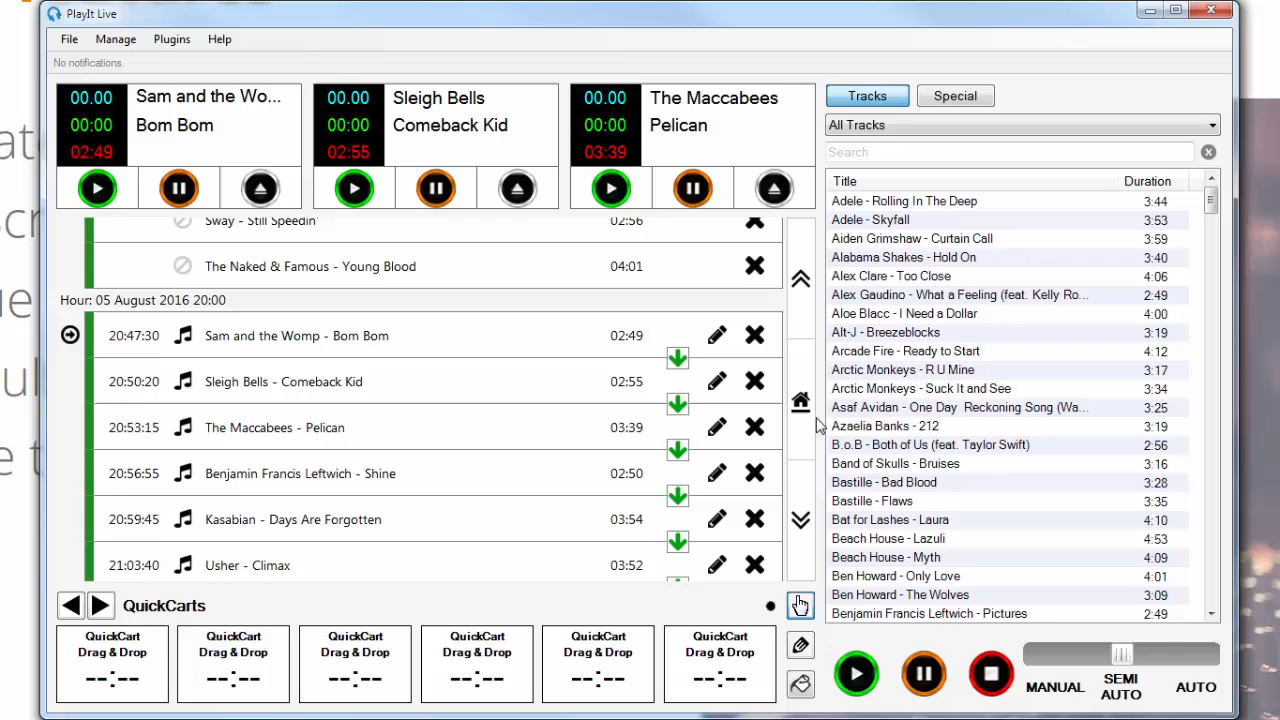 PlayIt Live
File Manage Plugins Help
No notifications.
00.00 Sam and the Wo...
00:00 Bom Bom
02:49
00.00 Sleigh Bells
00:00 Comeback Kid
02:55
00.00 The Maccabees
00:00 Pelican
03:39
Sway - Still Speedin' 02:56
The Naked & Famous - Young Blood 04:01
Hour: 05 August 2016 20:00
20:47:30 Sam and the Womp - Bom Bom 02:49
20:50:20 Sleigh Bells - Comeback Kid 02:55
20:53:15 The Maccabees - Pelican 03:39
20:56:55 Benjamin Francis Leftwich - Shine 02:50
20:59:45 Kasabian - Days Are Forgotten 03:54
21:03:40 Usher - Climax 03:52
QuickCarts
QuickCart
Drag & Drop
--:--
QuickCart
Drag & Drop
--:--
QuickCart
Drag & Drop
--:--
QuickCart
Drag & Drop
--:--
QuickCart
Drag & Drop
--:--
QuickCart
Drag & Drop
--:--
Tracks Special
All Tracks
Search
Title Duration
Adele - Rolling In The Deep 3:44
Adele - Skyfall 3:53
Aiden Grimshaw - Curtain Call 3:59
Alabama Shakes - Hold On 3:40
Alex Clare - Too Close 4:06
Alex Gaudino - What a Feeling (feat. Kelly Ro... 2:49
Aloe Blacc - I Need a Dollar 4:00
Alt-J - Breezeblocks 3:19
Arcade Fire - Ready to Start 4:12
Arctic Monkeys - R U Mine 3:17
Arctic Monkeys - Suck It and See 3:34
Asaf Avidan - One Day  Reckoning Song (Wa... 3:25
Azaelia Banks - 212 3:19
B.o.B - Both of Us (feat. Taylor Swift) 2:56
Band of Skulls - Bruises 3:16
Bastille - Bad Blood 3:28
Bastille - Flaws 3:35
Bat for Lashes - Laura 4:10
Beach House - Lazuli 4:53
Beach House - Myth 4:09
Ben Howard - Only Love 4:01
Ben Howard - The Wolves 3:09
Benjamin Francis Leftwich - Pictures 2:49
MANUAL SEMI AUTO AUTO